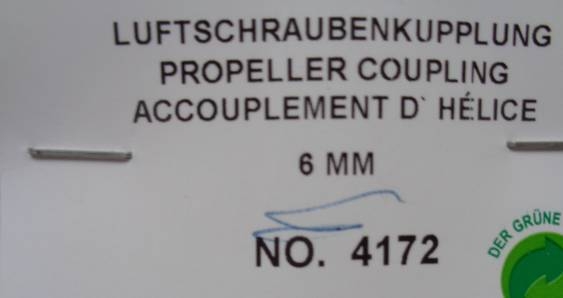 LUFTSCHRAUBENKUPPLUNG
PROPELLER COUPLING
ACCOUPLEMENT D` HÉLICE
6 MM
NO. 4172
DER GRÜNE